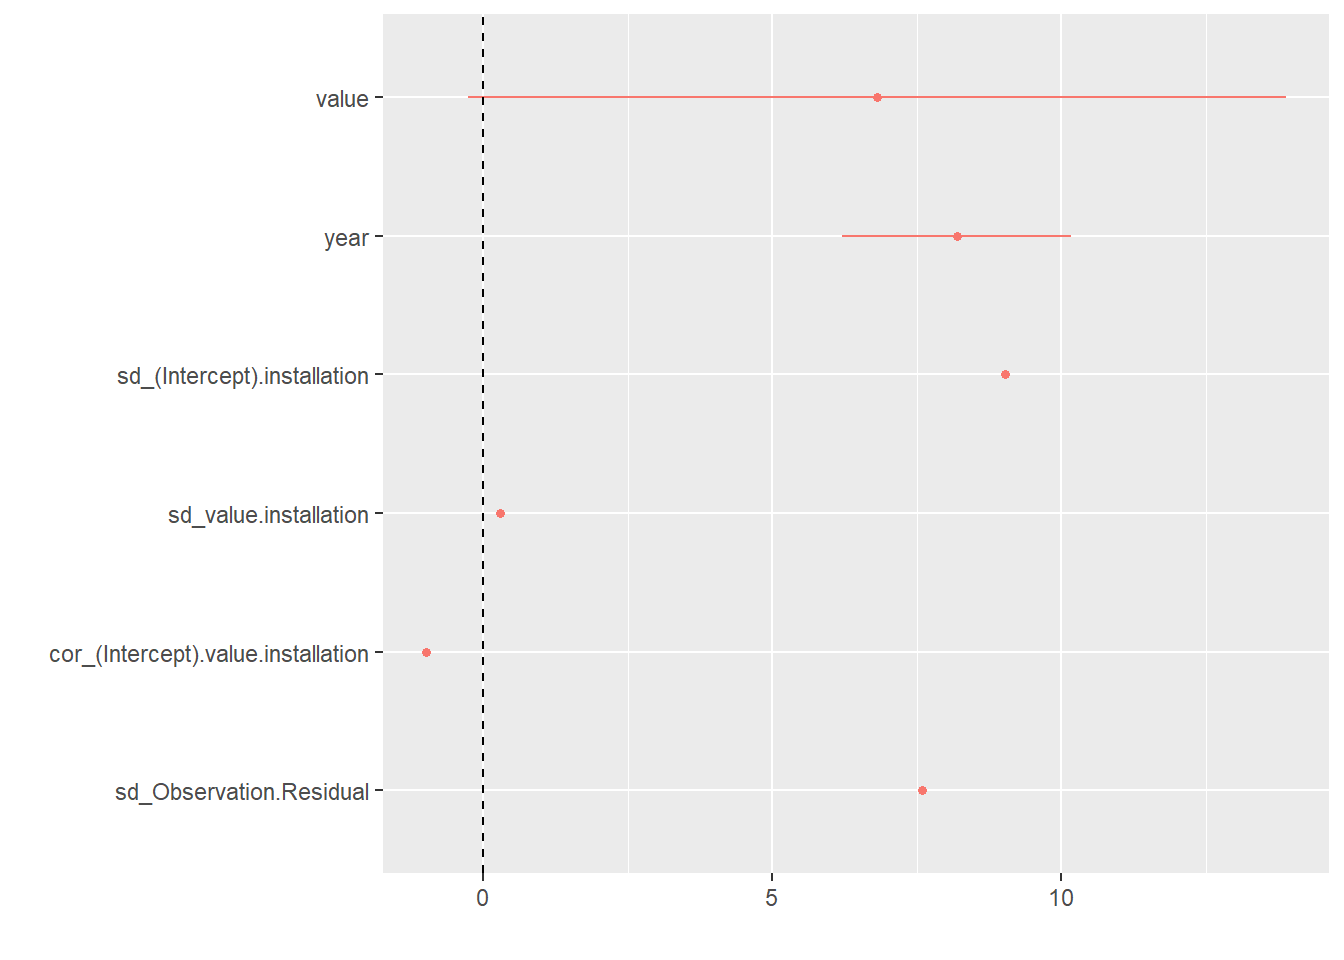 value
year
sd_(Intercept).installation
sd_value.installation
cor_(Intercept).value.installation
sd_Observation.Residual
0 5 10